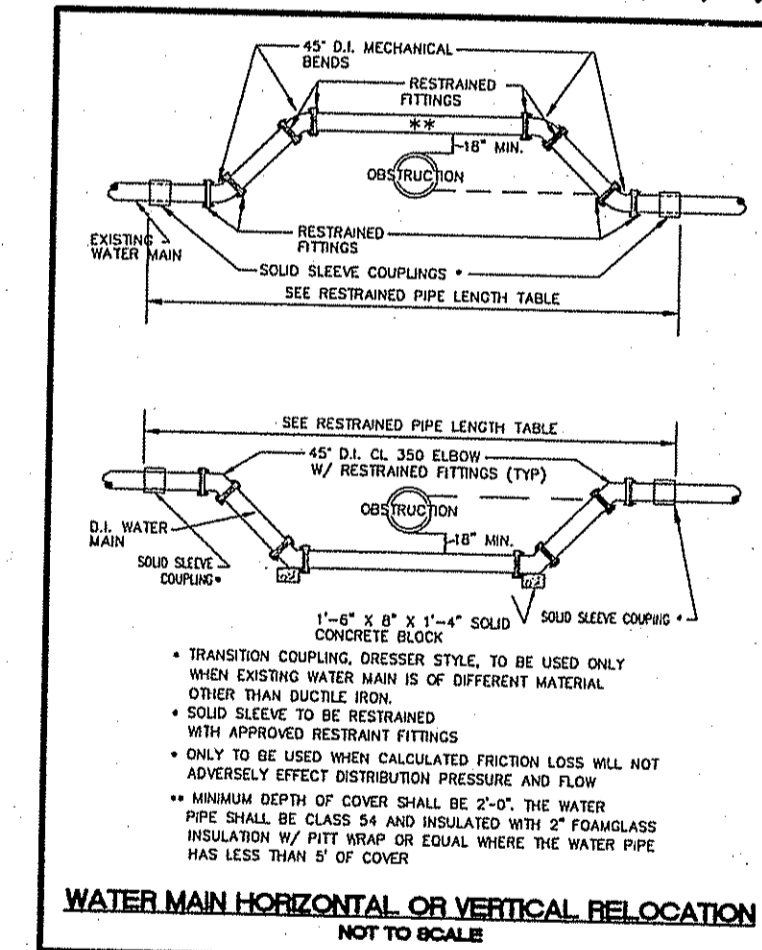 45° D.I. MECHANICAL
BENDS
RESTRAINED
FITTINGS
**
18" MIN.
OBSTRUCTION
EXISTING
WATER MAIN
RESTRAINED
FITTINGS
SOLID SLEEVE COUPLINGS *
SEE RESTRAINED PIPE LENGTH TABLE
SEE RESTRAINED PIPE LENGTH TABLE
45° D.I. CL 350 ELBOW
W/ RESTRAINED FITTINGS (TYP)
OBSTRUCTION
D.I. WATER
MAIN
18" MIN.
SOLID SLEEVE
COUPLING *
1'-6" X 8" X 1'-4" SOLID
CONCRETE BLOCK
SOLID SLEEVE COUPING *
* TRANSITION COUPLING, DRESSER STYLE, TO BE USED ONLY
WHEN EXISTING WATER MAIN IS OF DIFFERENT MATERIAL
OTHER THAN DUCTILE IRON.
* SOLID SLEEVE TO BE RESTRAINED
WITH APPROVED RESTRAINT FITTINGS
* ONLY TO BE USED WHEN CALCULATED FRICTION LOSS WILL NOT
ADVERSELY EFFECT DISTRIBUTION PRESSURE AND FLOW
** MINIMUM DEPTH OF COVER SHALL BE 2'-0". THE WATER
PIPE SHALL BE CLASS 54 AND INSULATED WITH 2" FOAMGLASS
INSULATION W/ PITT WRAP OR EQUAL WHERE THE WATER PIPE
HAS LESS THAN 5' OF COVER
WATER MAIN HORIZONTAL OR VERTICAL RELOCATION
NOT TO SCALE